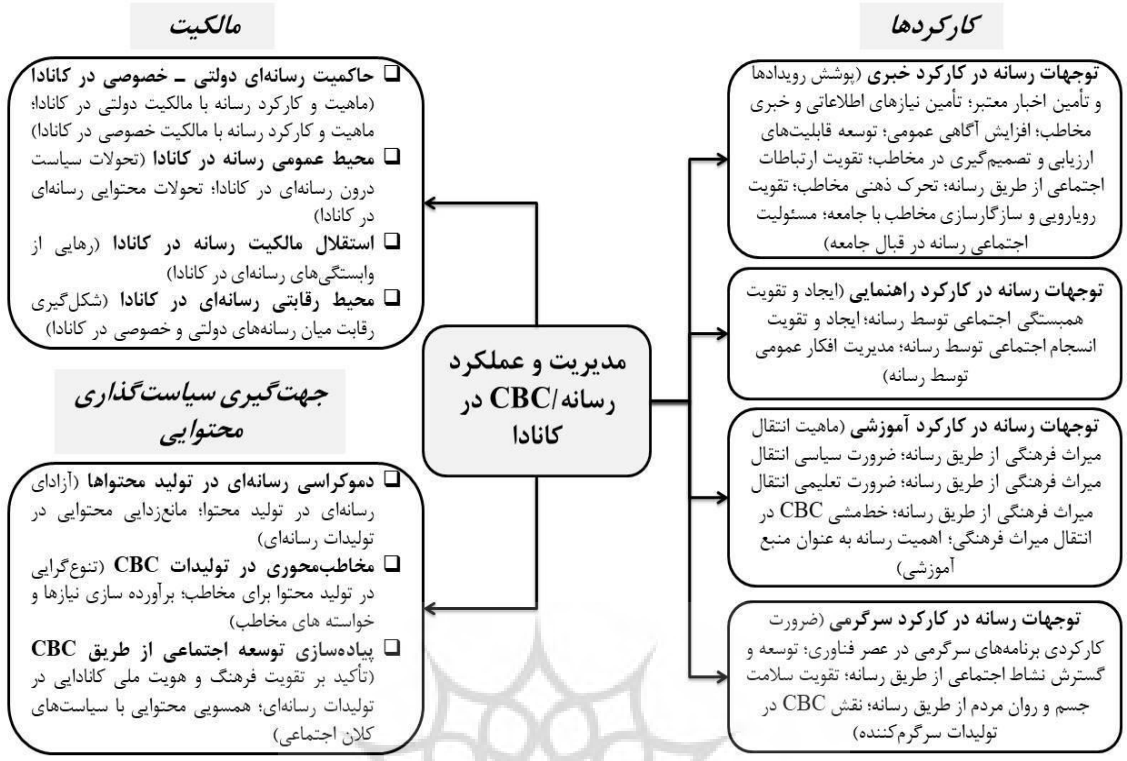 کارکردها
توجهات رسانه در کارکرد خبری (پوشش رویدادها
و تأمین اخبار معتبر؛ تأمین نیازهای اطلاعاتی و خبری
مخاطب؛ افزایش آگاهی عمومی؛ توسعه قابلیت‌های
ارزیابی و تصمیم‌گیری در مخاطب؛ تقویت ارتباطات
اجتماعی از طریق رسانه؛ تحرک ذهنی مخاطب؛ تقویت
رویارویی و سازگارسازی مخاطب با جامعه؛ مسئولیت
اجتماعی رسانه در قبال جامعه)
توجهات رسانه در کارکرد راهنمایی (ایجاد و تقویت
همبستگی اجتماعی توسط رسانه؛ ایجاد و تقویت
انسجام اجتماعی توسط رسانه؛ مدیریت افکار عمومی
توسط رسانه)
توجهات رسانه در کارکرد آموزشی (ماهیت انتقال
میراث فرهنگی از طریق رسانه؛ ضرورت سیاسی انتقال
میراث فرهنگی از طریق رسانه؛ ضرورت تعلیمی انتقال
میراث فرهنگی از طریق رسانه؛ خط‌مشی CBC در
انتقال میراث فرهنگی؛ اهمیت رسانه به عنوان منبع
آموزشی)
توجهات رسانه در کارکرد سرگرمی (ضرورت
کارکردی برنامه‌های سرگرمی در عصر فناوری؛ توسعه و
گسترش نشاط اجتماعی از طریق رسانه؛ تقویت سلامت
جسم و روان مردم از طریق رسانه؛ نقش CBC در
تولیدات سرگرم‌کننده)
مدیریت و عملکرد
رسانه/CBC در
کانادا
مالکیت
❑ حاکمیت رسانه‌ای دولتی – خصوصی در کانادا
(ماهیت و کارکرد رسانه با مالکیت دولتی در کانادا؛
ماهیت و کارکرد رسانه با مالکیت خصوصی در کانادا)
❑ محیط عمومی رسانه در کانادا (تحولات سیاست
درون رسانه‌ای در کانادا؛ تحولات محتوایی رسانه‌ای
در کانادا)
❑ استقلال مالکیت رسانه در کانادا (رهایی از
وابستگی‌های رسانه‌ای در کانادا)
❑ محیط رقابتی رسانه‌ای در کانادا (شکل‌گیری
رقابت میان رسانه‌های دولتی و خصوصی در کانادا)
جهت‌گیری سیاست‌گذاری
محتوایی
❑ دموکراسی رسانه‌ای در تولید محتواها (آزادای
رسانه‌ای در تولید محتوا؛ مانع‌زدایی محتوایی در
تولیدات رسانه‌ای)
❑ مخاطب‌محوری در تولیدات CBC (تنوع‌گرایی
در تولید محتوا برای مخاطب؛ برآورده سازی نیازها و
خواسته های مخاطب)
❑ پیاده‌سازی توسعه اجتماعی از طریق CBC
(تأکید بر تقویت فرهنگ و هویت ملی کانادایی در
تولیدات رسانه‌ای؛ همسویی محتوایی با سیاست‌های
کلان اجتماعی)